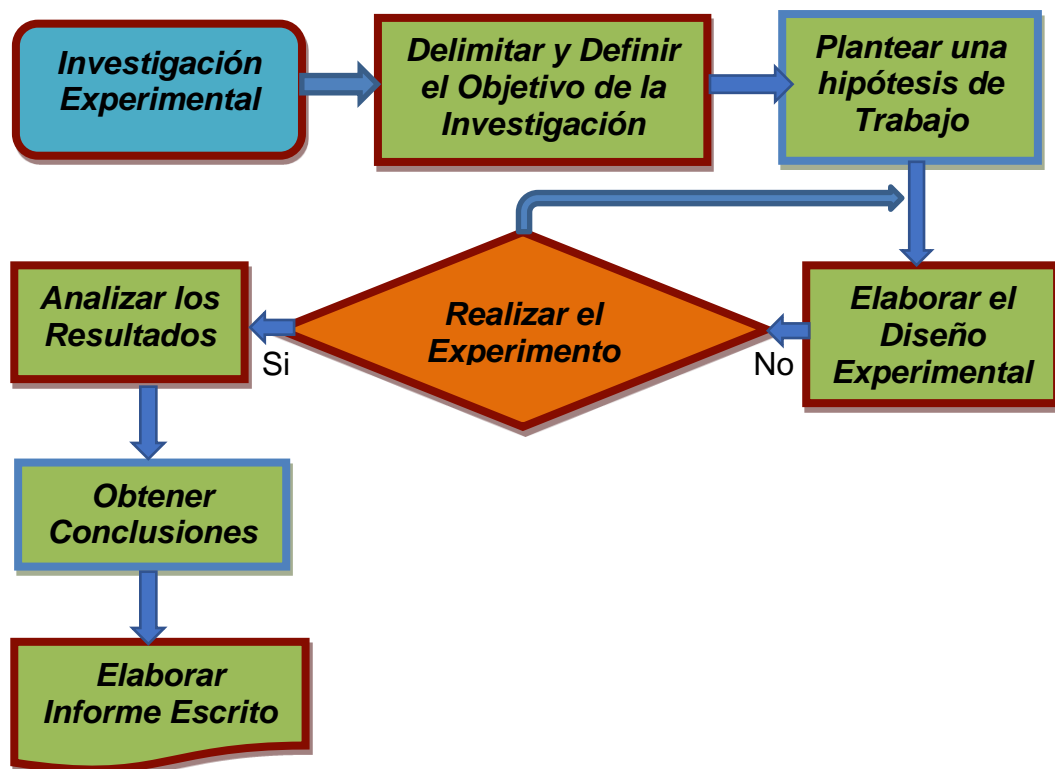 Investigación
Experimental
Delimitar y Definir
el Objetivo de la
Investigación
Plantear una
hipótesis de
Trabajo
Elaborar el
Diseño
Experimental
No
Realizar el
Experimento
Si
Analizar los
Resultados
Obtener
Conclusiones
Elaborar
Informe Escrito